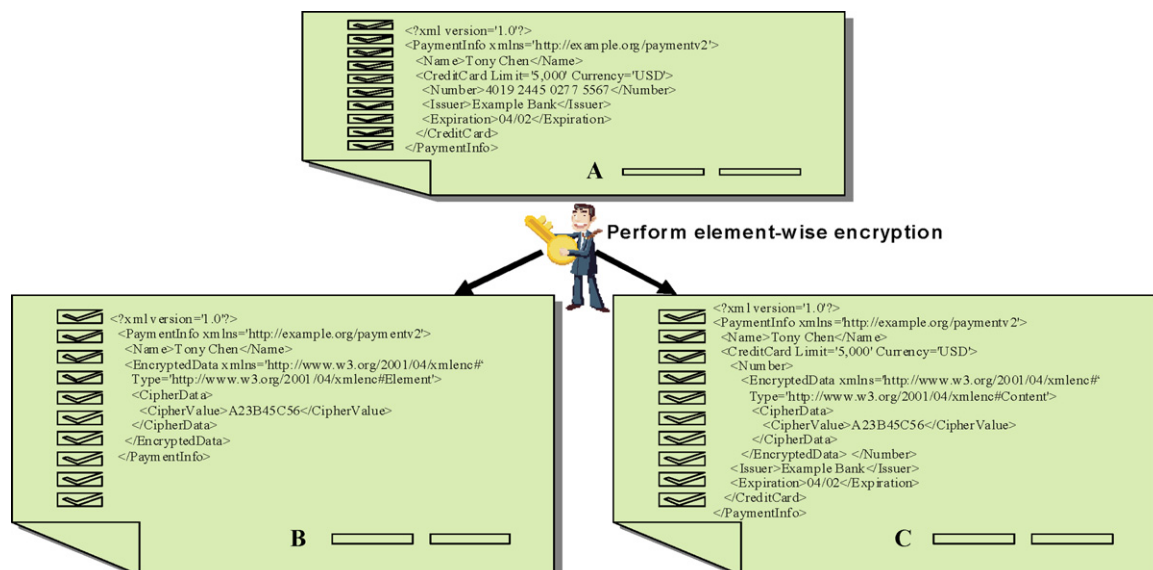 <?xml version='1.0'?>
<PaymentInfo xmlns='http://example.org/paymentv2'>
<Name>Tony Chen</Name>
<CreditCard Limit='5,000' Currency='USD'>
<Number>4019 2445 0277 5567</Number>
<Issuer>Example Bank</Issuer>
<Expiration>04/02</Expiration>
</CreditCard>
</PaymentInfo>
A
Perform element-wise encryption
<?xml version='1.0'?>
<PaymentInfo xmlns='http://example.org/paymentv2'>
<Name>Tony Chen</Name>
<EncryptedData xmlns='http://www.w3.org/2001/04/xmlenc#'
Type='http://www.w3.org/2001/04/xmlenc#Element'>
<CipherData>
<CipherValue>A23B45C56</CipherValue>
</CipherData>
</EncryptedData>
</PaymentInfo>
B
<?xml version='1.0'?>
<PaymentInfo xmlns='http://example.org/paymentv2'>
<Name>Tony Chen</Name>
<CreditCard Limit='5,000' Currency='USD'>
<Number>
<EncryptedData xmlns='http://www.w3.org/2001/04/xmlenc#'
Type='http://www.w3.org/2001/04/xmlenc#Content'>
<CipherData>
<CipherValue>A23B45C56</CipherValue>
</CipherData>
</EncryptedData> </Number>
<Issuer>Example Bank</Issuer>
<Expiration>04/02</Expiration>
</CreditCard>
</PaymentInfo>
C